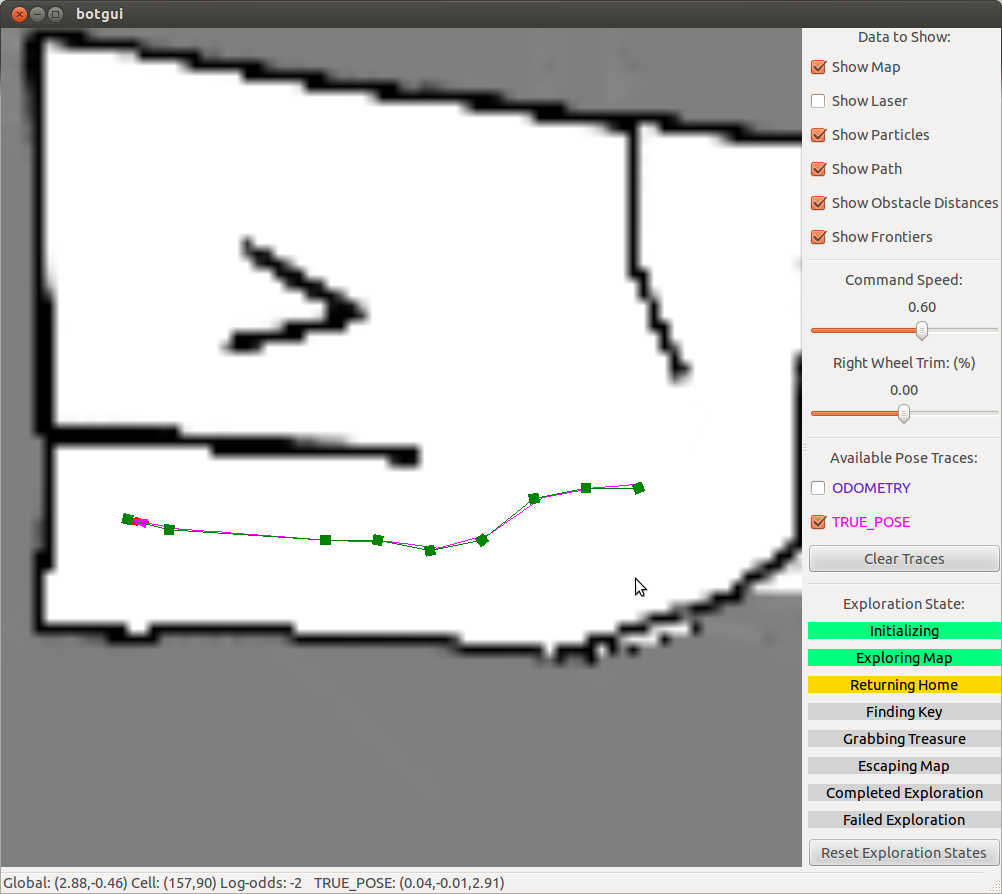 botgui
Data to Show:
Show Map
Show Laser
Show Particles
Show Path
Show Obstacle Distances
Show Frontiers
Command Speed:
0.60
Right Wheel Trim: (%)
0.00
Available Pose Traces:
ODOMETRY
TRUE_POSE
Clear Traces
Exploration State:
Initializing
Exploring Map
Returning Home
Finding Key
Grabbing Treasure
Escaping Map
Completed Exploration
Failed Exploration
Reset Exploration States
Global: (2.88,-0.46) Cell: (157,90) Log-odds: -2 TRUE_POSE: (0.04,-0.01,2.91)